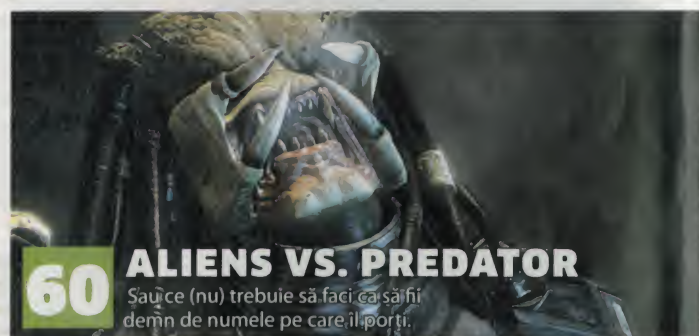 60
ALIENS VS. PREDATOR
Sau ce (nu) trebuie să faci ca să fii
demn de numele pe care îl porți.